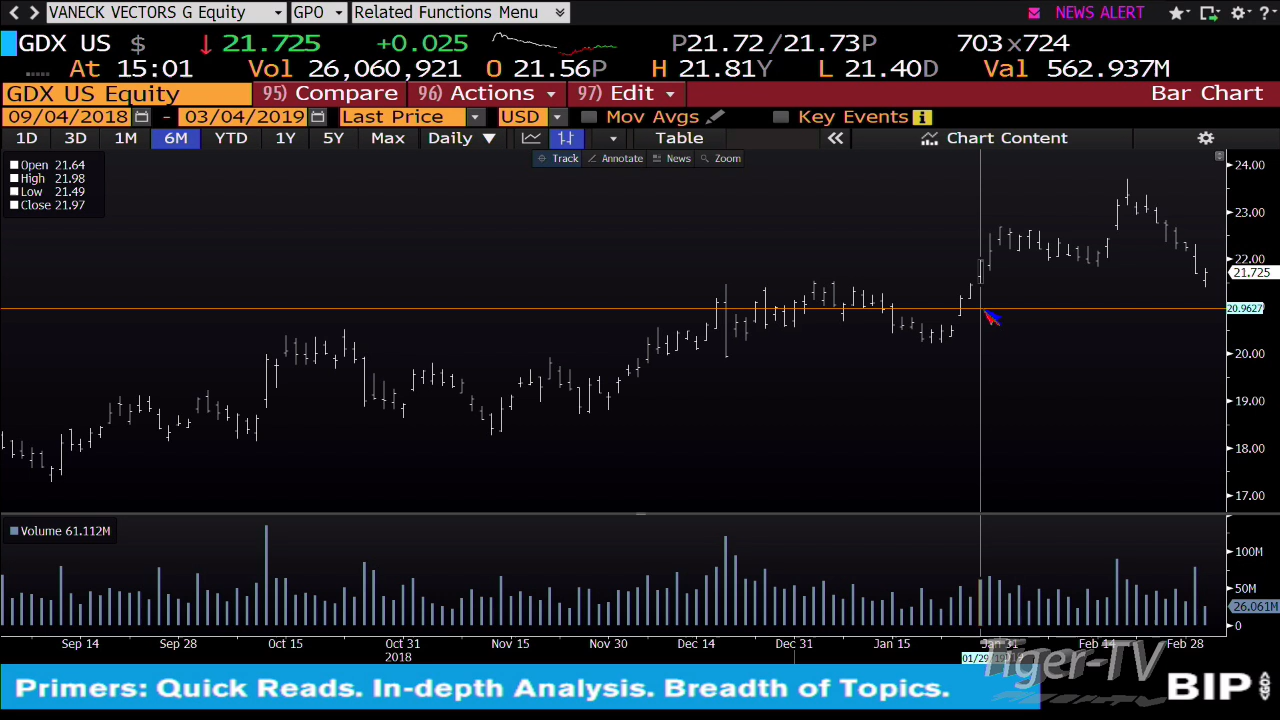 VANECK VECTORS G Equity GPO Related Functions Menu NEWS ALERT ?
GDX US $ 21.725 +0.025 P21.72/21.73P 703x724
At 15:01 Vol 26,060,921 O 21.56P H 21.81Y L 21.40D Val 562.937M
GDX US Equity 95) Compare 96) Actions 97) Edit Bar Chart
09/04/2018 - 03/04/2019 Last Price USD Mov Avgs Key Events i
1D 3D 1M 6M YTD 1Y 5Y Max Daily Table Chart Content
Track Annotate News Zoom
Open 21.64
High 21.98
Low 21.49
Close 21.97
24.00
23.00
22.00
21.725
20.9627
20.00
19.00
18.00
17.00
Volume 61.112M
100M
50M
26.061M
0
Sep 14 Sep 28 Oct 15 Oct 31 Nov 15 Nov 30 Dec 14 Dec 31 Jan 15 Jan 31 Feb 14 Feb 28
2018
01/29/19
Tiger-TV
Primers: Quick Reads. In-depth Analysis. Breadth of Topics.
BIP